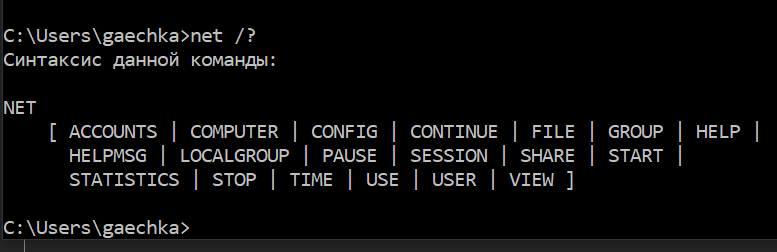 C:\Users\gaechka>net /?
Синтаксис данной команды:
NET
[ ACCOUNTS | COMPUTER | CONFIG | CONTINUE | FILE | GROUP | HELP |
HELPMSG | LOCALGROUP | PAUSE | SESSION | SHARE | START |
STATISTICS | STOP | TIME | USE | USER | VIEW ]
C:\Users\gaechka>